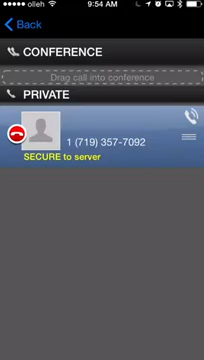 olleh 9:54 AM
Back
CONFERENCE
Drag call into conference
PRIVATE
1 (719) 357-7092
SECURE to server